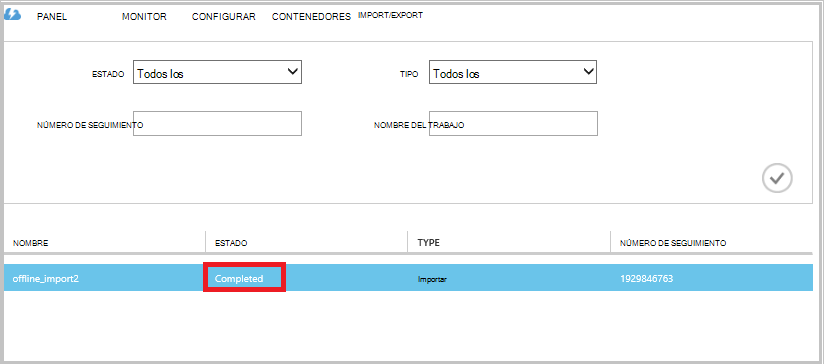 PANEL MONITOR CONFIGURAR CONTENEDORES IMPORT/EXPORT
ESTADO Todos los TIPO Todos los
NÚMERO DE SEGUIMIENTO NOMBRE DEL TRABAJO
NOMBRE ESTADO TYPE NÚMERO DE SEGUIMIENTO
offline_import2 Completed Importar 1929846763